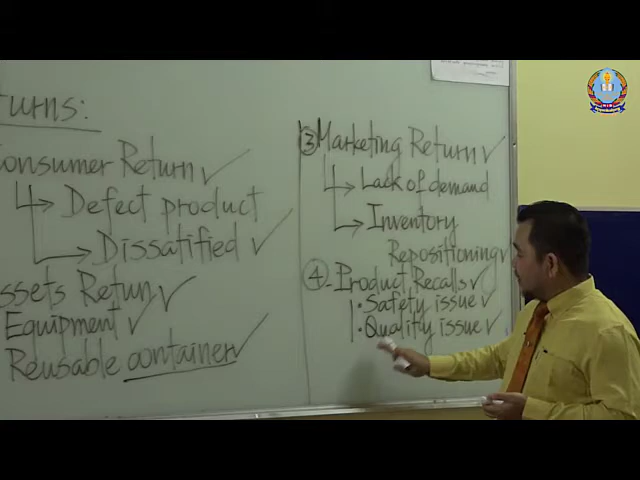 turns:
onsumer Return ✓
↳ Defect product
→ Dissatified ✓
ssets Return ✓
Equipment ✓
Reusable container ✓
③ Marketing Return ✓
↳ Lack of demand
→ Inventory
Repositioning ✓
④- Product Recalls ✓
• Safety issue ✓
• Quality issue ✓